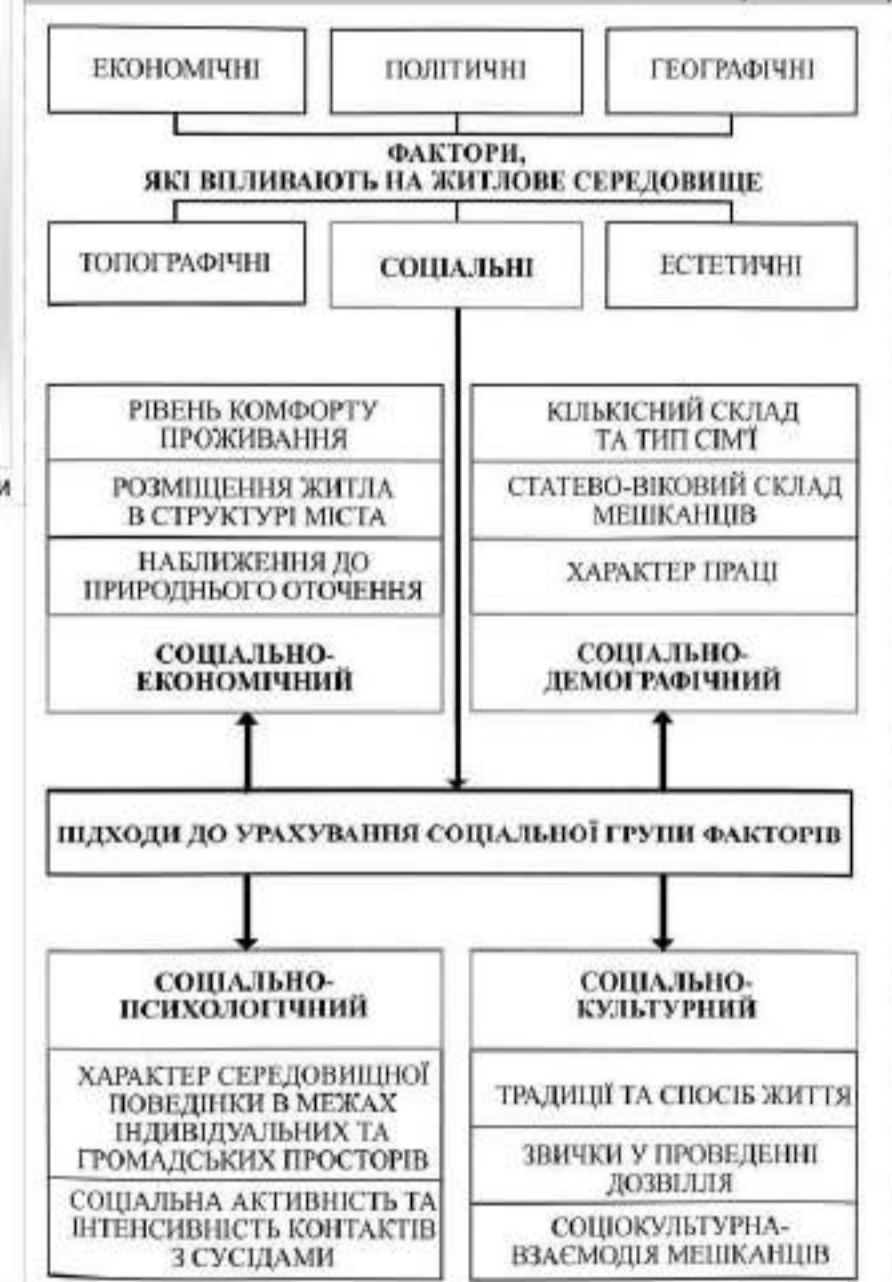 ЕКОНОМІЧНІ
ПОЛІТИЧНІ
ГЕОГРАФІЧНІ
ФАКТОРИ,
ЯКІ ВПЛИВАЮТЬ НА ЖИТЛОВЕ СЕРЕДОВИЩЕ
ТОПОГРАФІЧНІ
СОЦІАЛЬНІ
ЕСТЕТИЧНІ
РІВЕНЬ КОМФОРТУ
ПРОЖИВАННЯ
РОЗМІЩЕННЯ ЖИТЛА
В СТРУКТУРІ МІСТА
НАБЛИЖЕННЯ ДО
ПРИРОДНЬОГО ОТОЧЕННЯ
СОЦІАЛЬНО-
ЕКОНОМІЧНИЙ
КІЛЬКІСНИЙ СКЛАД
ТА ТИП СІМ'Ї
СТАТЕВО-ВІКОВИЙ СКЛАД
МЕШКАНЦІВ
ХАРАКТЕР ПРАЦІ
СОЦІАЛЬНО-
ДЕМОГРАФІЧНИЙ
и
ПІДХОДИ ДО УРАХУВАННЯ СОЦІАЛЬНОЇ ГРУПИ ФАКТОРІВ
СОЦІАЛЬНО-
ПСИХОЛОГІЧНИЙ
ХАРАКТЕР СЕРЕДОВИЩНОЇ
ПОВЕДІНКИ В МЕЖАХ
ІНДИВІДУАЛЬНИХ ТА
ГРОМАДСЬКИХ ПРОСТОРІВ
СОЦІАЛЬНА АКТИВНІСТЬ ТА
ІНТЕНСИВНІСТЬ КОНТАКТІВ
З СУСІДАМИ
СОЦІАЛЬНО-
КУЛЬТУРНИЙ
ТРАДИЦІЇ ТА СПОСІБ ЖИТТЯ
ЗВИЧКИ У ПРОВЕДЕННІ
ДОЗВІЛЛЯ
СОЦІОКУЛЬТУРНА-
ВЗАЄМОДІЯ МЕШКАНЦІВ